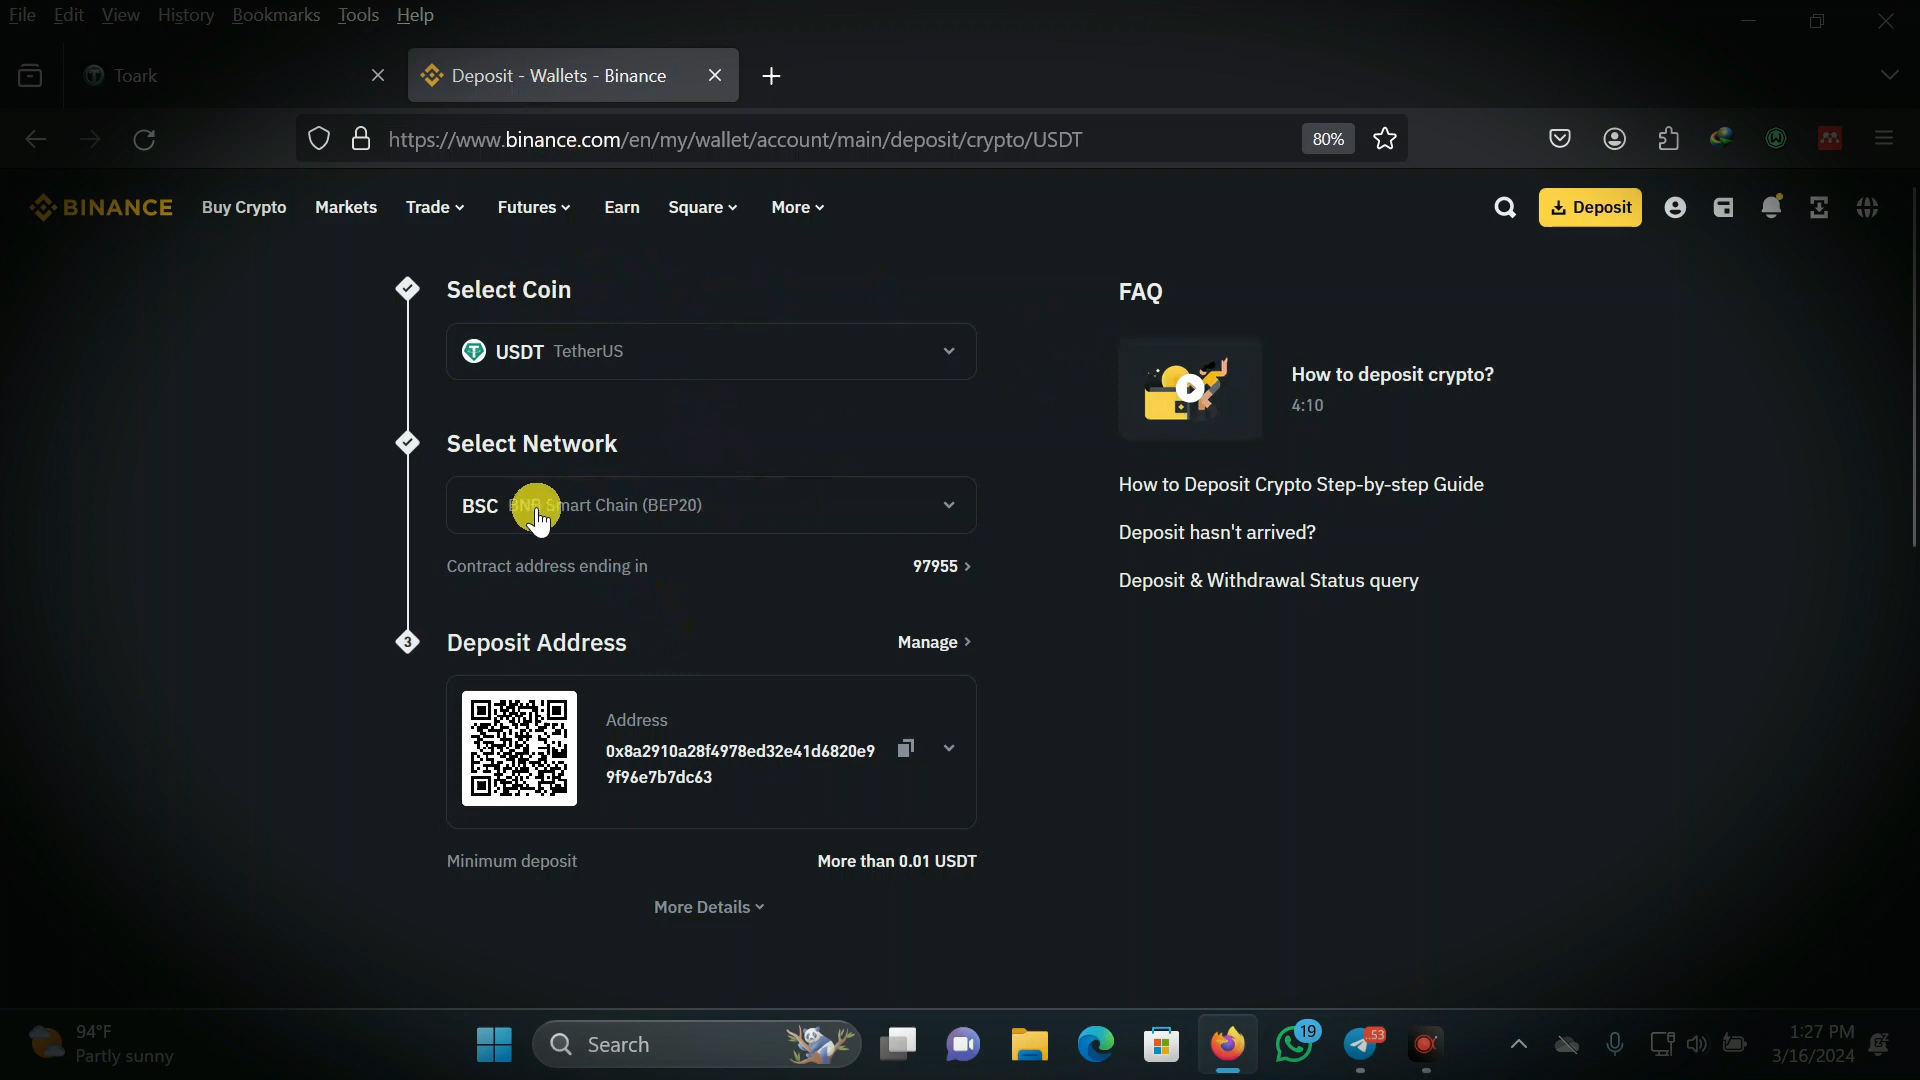 File Edit View History Bookmarks Tools Help
Toark
Deposit - Wallets - Binance
https://www.binance.com/en/my/wallet/account/main/deposit/crypto/USDT
80%
BINANCE Buy Crypto Markets Trade Futures Earn Square More
Deposit
Select Coin
USDT TetherUS
Select Network
BSC BNB Smart Chain (BEP20)
Contract address ending in 97955
3 Deposit Address Manage
Address
0x8a2910a28f4978ed32e41d6820e9
9f96e7b7dc63
Minimum deposit More than 0.01 USDT
More Details
FAQ
How to deposit crypto?
4:10
How to Deposit Crypto Step-by-step Guide
Deposit hasn't arrived?
Deposit & Withdrawal Status query
94°F
Partly sunny
Search
19
..53
1:27 PM
3/16/2024